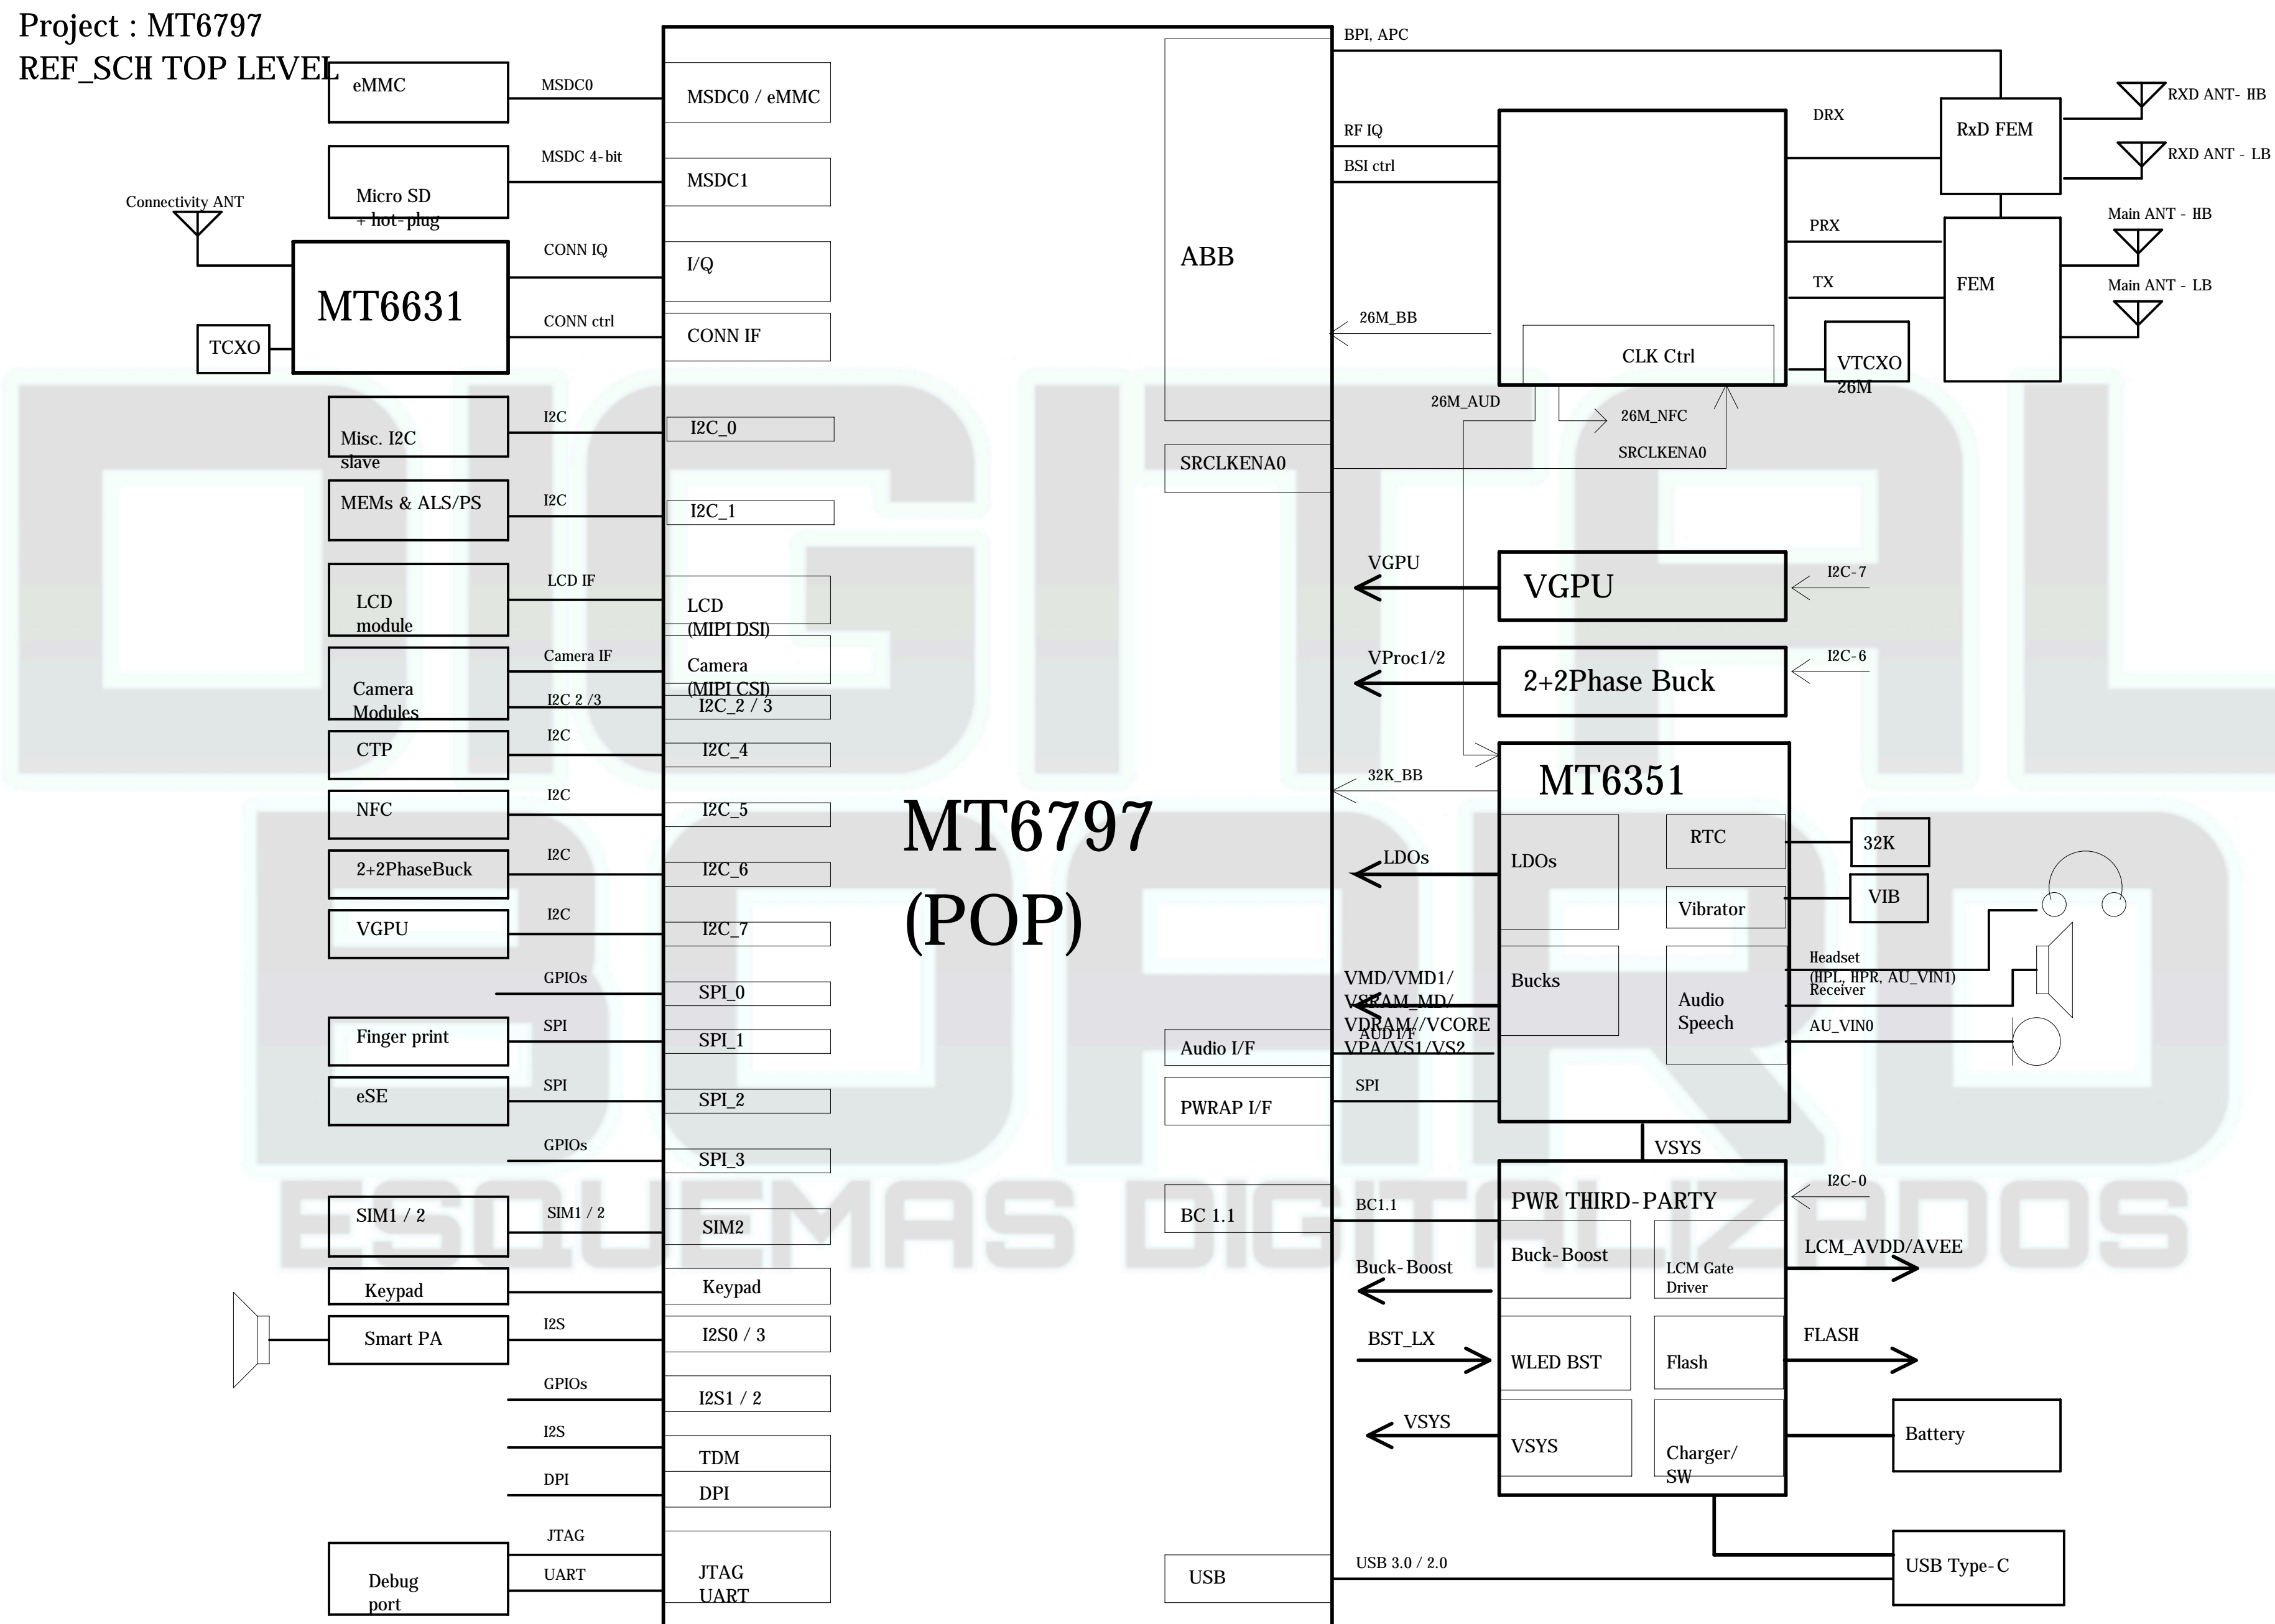 Project : MT6797
REF_SCH TOP LEVEL
eMMC
MSDC0
MSDC0 / eMMC
Micro SD
+ hot-plug
MSDC 4-bit
MSDC1
Connectivity ANT
MT6631
TCXO
CONN IQ
I/Q
CONN ctrl
CONN IF
Misc. I2C
slave
I2C
I2C_0
MEMs & ALS/PS
I2C
I2C_1
LCD
module
LCD IF
LCD
(MIPI DSI)
Camera
Modules
Camera IF
Camera
(MIPI CSI)
I2C 2 /3
I2C_2 / 3
CTP
I2C
I2C_4
NFC
I2C
I2C_5
2+2PhaseBuck
I2C
I2C_6
VGPU
I2C
I2C_7
GPIOs
SPI_0
Finger print
SPI
SPI_1
eSE
SPI
SPI_2
GPIOs
SPI_3
SIM1 / 2
SIM1 / 2
SIM2
Keypad
Keypad
Smart PA
I2S
I2S0 / 3
GPIOs
I2S1 / 2
I2S
TDM
DPI
DPI
Debug
port
JTAG
UART
JTAG
UART
MT6797
(POP)
ABB
SRCLKENA0
Audio I/F
PWRAP I/F
BC 1.1
USB
BPI, APC
RF IQ
BSI ctrl
26M_BB
CLK Ctrl
26M_AUD
26M_NFC
SRCLKENA0
DRX
PRX
TX
VTCXO
26M
RxD FEM
FEM
RXD ANT- HB
RXD ANT - LB
Main ANT - HB
Main ANT - LB
VGPU
VGPU
I2C-7
VProc1/2
2+2Phase Buck
I2C-6
MT6351
32K_BB
LDOs
LDOs
RTC
32K
Vibrator
VIB
VMD/VMD1/
VSRAM_MD/
VDRAM//VCORE
VPA/VS1/VS2
Bucks
Audio
Speech
Headset
(HPL, HPR, AU_VIN1)
Receiver
AU_VIN0
AUD I/F
SPI
VSYS
PWR THIRD-PARTY
I2C-0
BC1.1
Buck-Boost
Buck-Boost
LCM Gate
Driver
LCM_AVDD/AVEE
BST_LX
WLED BST
Flash
FLASH
VSYS
VSYS
Charger/
SW
Battery
USB 3.0 / 2.0
USB Type-C
DIGITAL
BOARD
ESQUEMAS DIGITALIZADOS